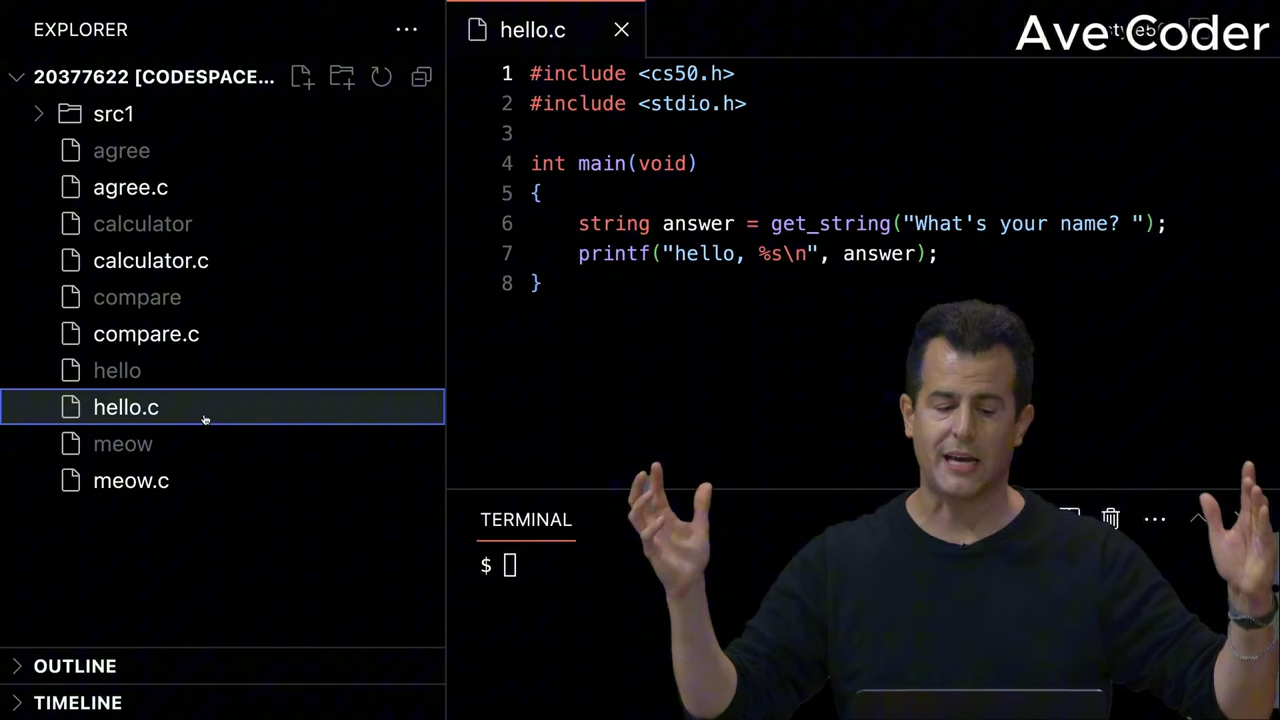 EXPLORER
20377622 [CODESPACE...
src1
agree
agree.c
calculator
calculator.c
compare
compare.c
hello
hello.c
meow
meow.c
OUTLINE
TIMELINE
hello.c
Ave Coder
1 #include <cs50.h>
2 #include <stdio.h>
3
4 int main(void)
5 {
6 string answer = get_string("What's your name? ");
7 printf("hello, %s\n", answer);
8 }
TERMINAL
$